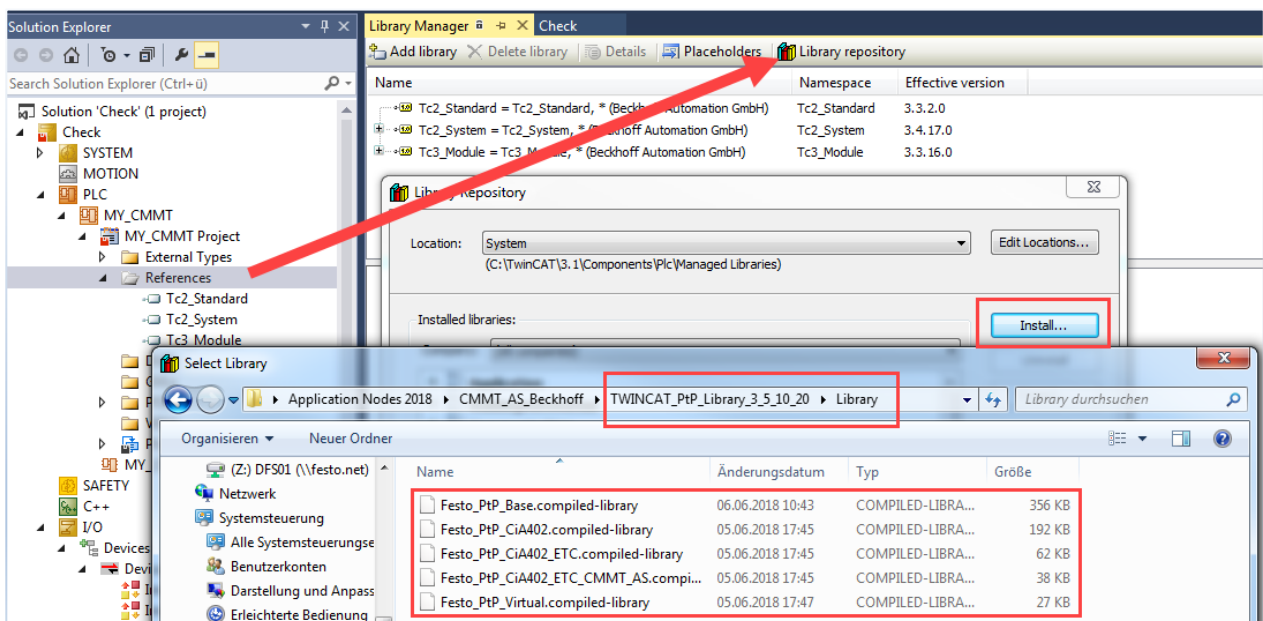 Solution Explorer
Search Solution Explorer (Ctrl+ü)
Solution 'Check' (1 project)
Check
SYSTEM
MOTION
PLC
MY_CMMT
MY_CMMT Project
External Types
References
Tc2_Standard
Tc2_System
Tc3_Module
MY_
SAFETY
C++
I/O
Devices
Devi
Library Manager Check
Add library Delete library Details Placeholders Library repository
Name Namespace Effective version
Tc2_Standard = Tc2_Standard, * (Beckhoff Automation GmbH) Tc2_Standard 3.3.2.0
Tc2_System = Tc2_System, * (Beckhoff Automation GmbH) Tc2_System 3.4.17.0
Tc3_Module = Tc3_Module, * (Beckhoff Automation GmbH) Tc3_Module 3.3.16.0
Library Repository
Location: System Edit Locations...
(C:\TwinCAT\3.1\Components\Plc\Managed Libraries)
Installed libraries: Install...
Select Library
Application Nodes 2018 CMMT_AS_Beckhoff TWINCAT_PtP_Library_3_5_10_20 Library Library durchsuchen
Organisieren Neuer Ordner
(Z:) DFS01 (\\festo.net)
Netzwerk
Systemsteuerung
Alle Systemsteuerungse
Benutzerkonten
Darstellung und Anpass
Erleichterte Bedienung
Name Änderungsdatum Typ Größe
Festo_PtP_Base.compiled-library 06.06.2018 10:43 COMPILED-LIBRA... 356 KB
Festo_PtP_CiA402.compiled-library 05.06.2018 17:45 COMPILED-LIBRA... 192 KB
Festo_PtP_CiA402_ETC.compiled-library 05.06.2018 17:45 COMPILED-LIBRA... 62 KB
Festo_PtP_CiA402_ETC_CMMT_AS.compi... 05.06.2018 17:45 COMPILED-LIBRA... 38 KB
Festo_PtP_Virtual.compiled-library 05.06.2018 17:47 COMPILED-LIBRA... 27 KB